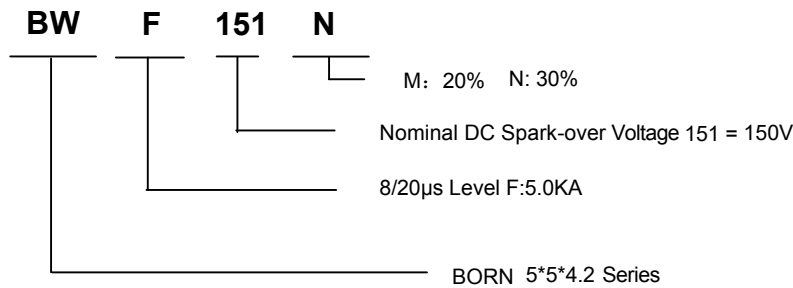 BW F 151 N
M：20% N: 30%
Nominal DC Spark-over Voltage 151 = 150V
8/20μs Level F:5.0KA
BORN 5*5*4.2 Series